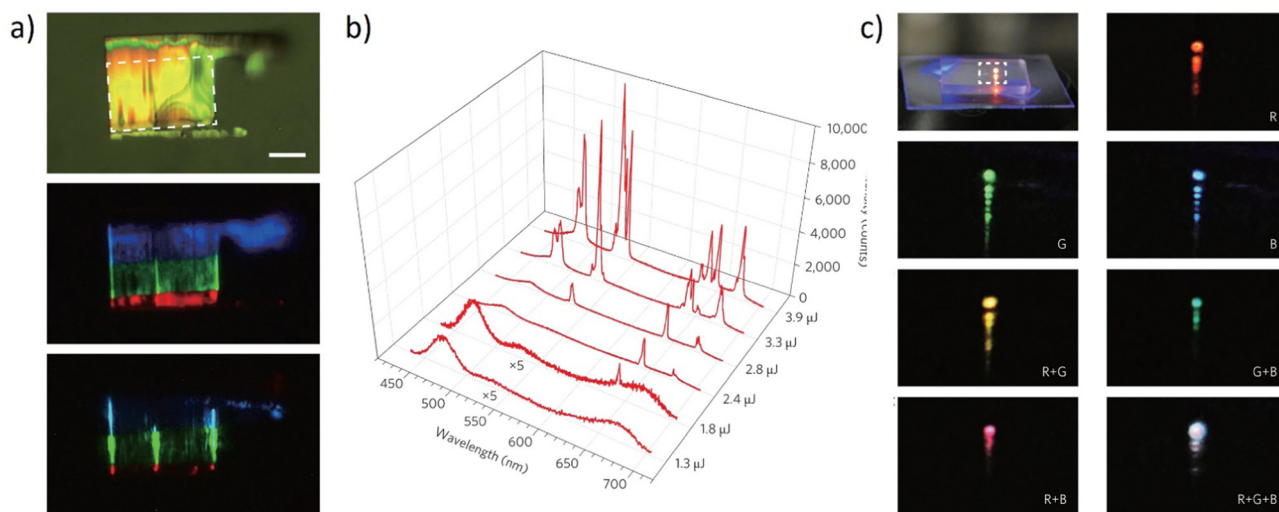 a)
b)
c)
10,000
8,000
6,000
4,000
2,000
0
(counts)
3.9 µJ
3.3 µJ
2.8 µJ
2.4 µJ
1.8 µJ
1.3 µJ
×5
×5
450
500
550
600
650
700
Wavelength (nm)
R
G
B
R+G
G+B
R+B
R+G+B